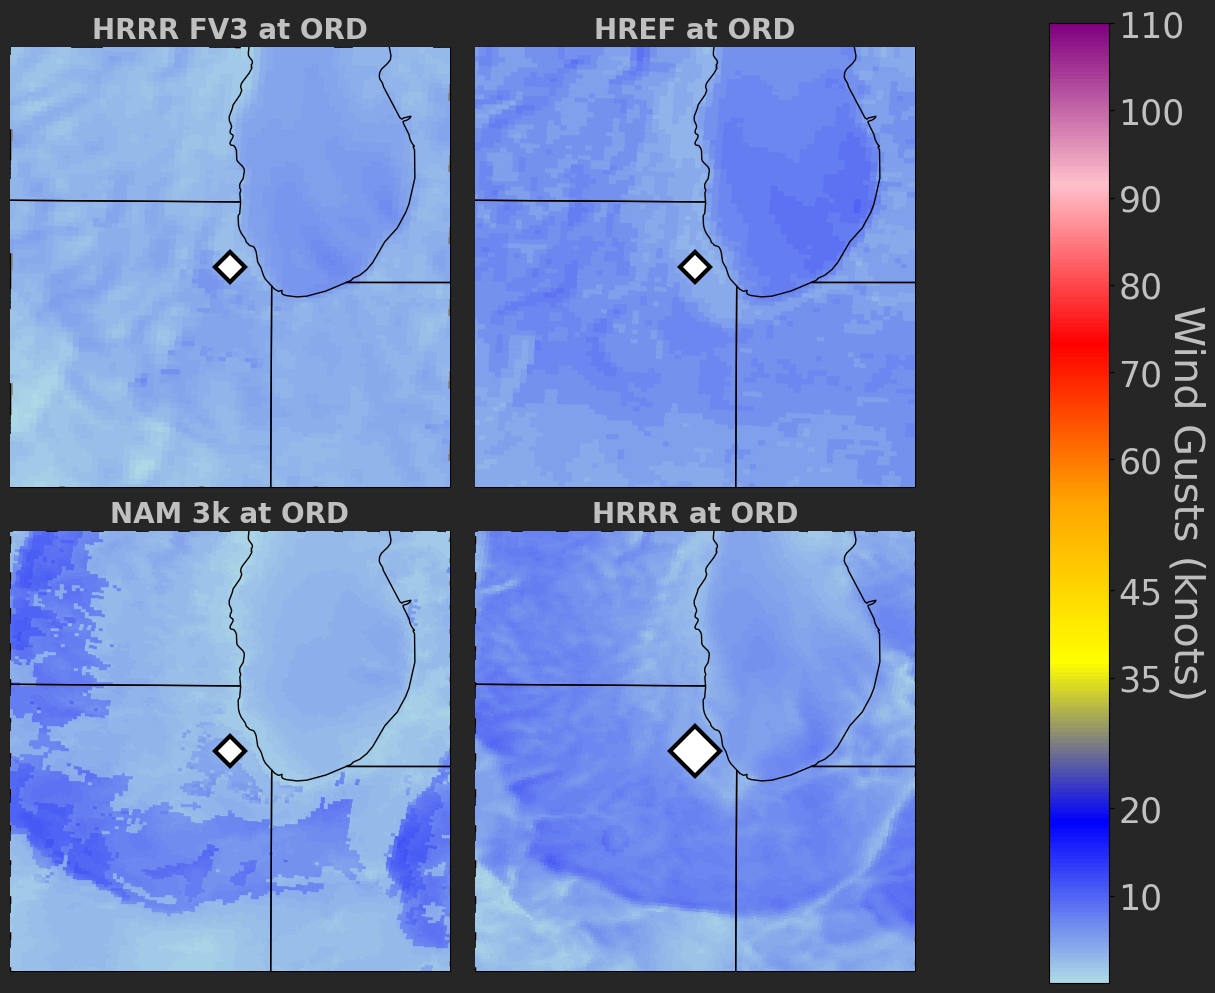 HRRR FV3 at ORD
HREF at ORD
NAM 3k at ORD
HRRR at ORD
110
100
90
80
70
60
45
35
20
10
Wind Gusts (knots)